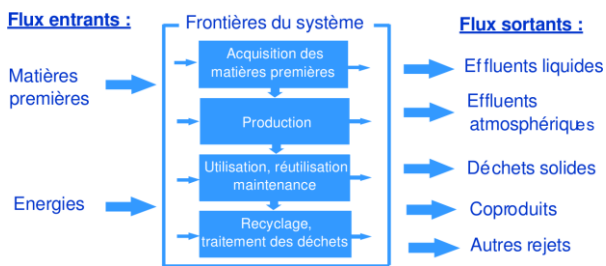 Flux entrants :
Matières
premières
Energies
Frontières du système
Acquisition des
matières premières
Production
Utilisation, réutilisation
maintenance
Recyclage,
traitement des déchets
Flux sortants :
Effluents liquides
Effluents
atmosphériques
Déchets solides
Coproduits
Autres rejets